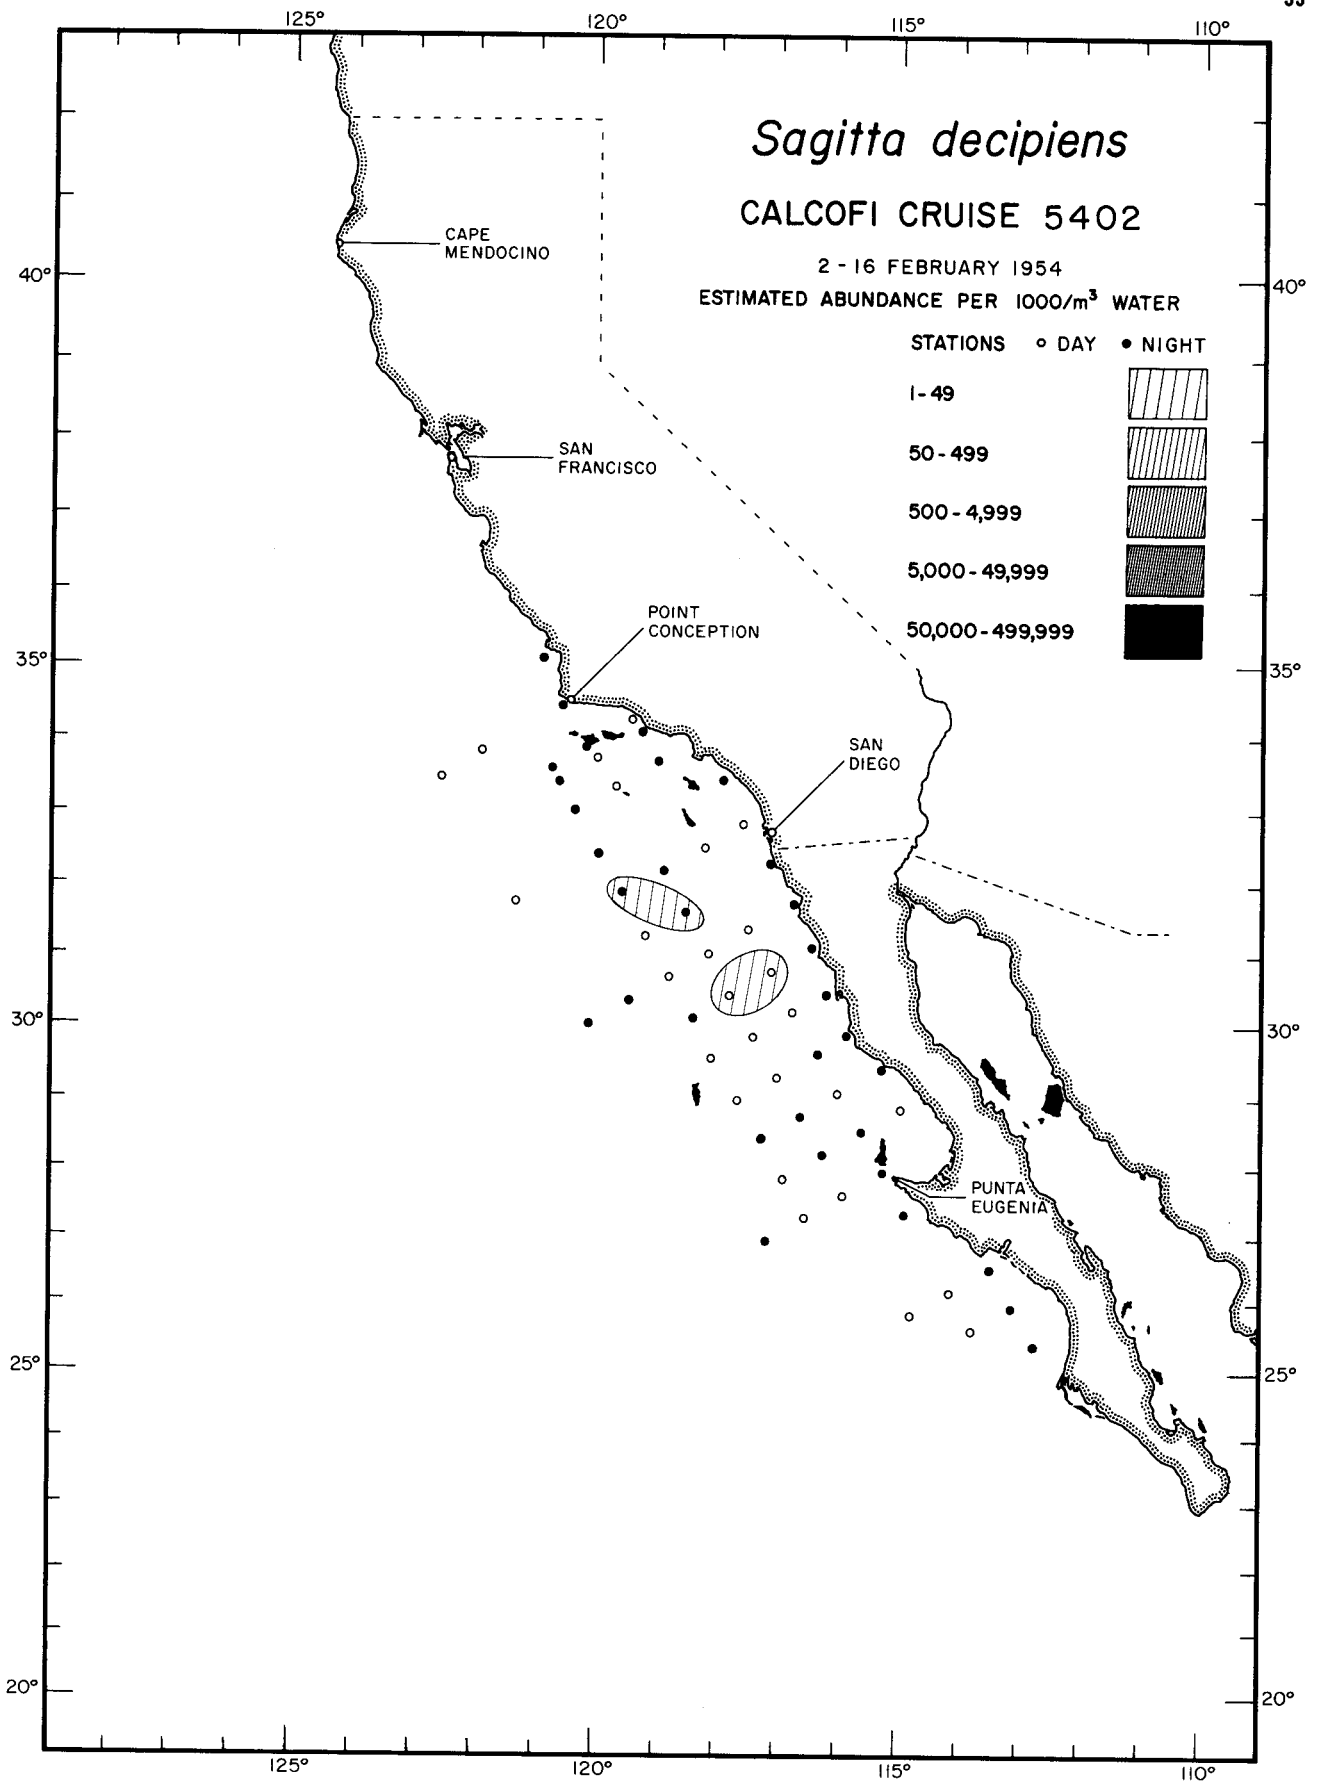 125° 120° 115° 110°
Sagitta decipiens
CALCOFI CRUISE 5402
2 - 16 FEBRUARY 1954
ESTIMATED ABUNDANCE PER 1000/m³ WATER
STATIONS ○ DAY ● NIGHT
1-49
50-499
500-4,999
5,000-49,999
50,000-499,999
CAPE
MENDOCINO
40° 40°
SAN
FRANCISCO
POINT
CONCEPTION
35° 35°
SAN
DIEGO
30° 30°
PUNTA
EUGENIA
25° 25°
20° 20°
125° 120° 115° 110°